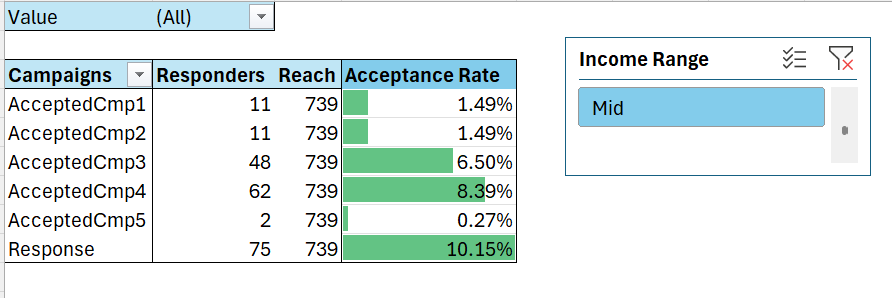 Value (All)
Campaigns Responders Reach Acceptance Rate
AcceptedCmp1 11 739 1.49%
AcceptedCmp2 11 739 1.49%
AcceptedCmp3 48 739 6.50%
AcceptedCmp4 62 739 8.39%
AcceptedCmp5 2 739 0.27%
Response 75 739 10.15%
Income Range
Mid